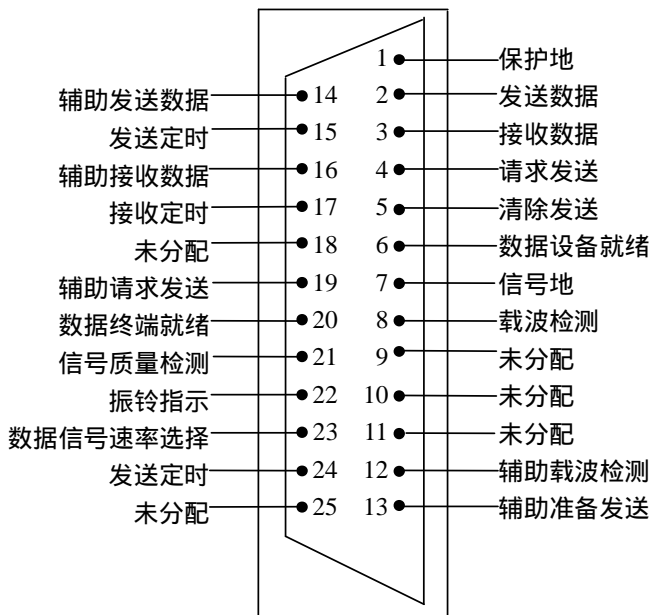 1 保护地
辅助发送数据 14 2 发送数据
发送定时 15 3 接收数据
辅助接收数据 16 4 请求发送
接收定时 17 5 清除发送
未分配 18 6 数据设备就绪
辅助请求发送 19 7 信号地
数据终端就绪 20 8 载波检测
信号质量检测 21 9 未分配
振铃指示 22 10 未分配
数据信号速率选择 23 11 未分配
发送定时 24 12 辅助载波检测
未分配 25 13 辅助准备发送